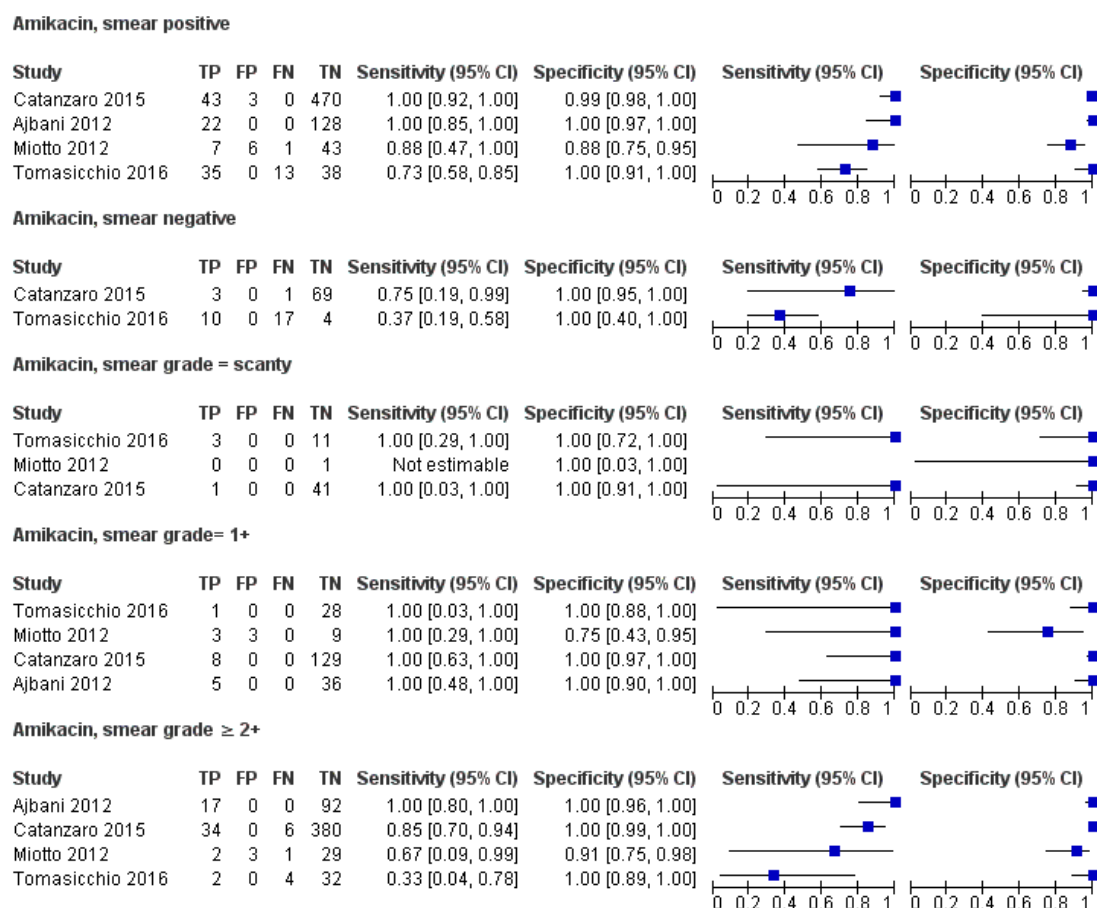 Amikacin, smear positive
Study TP FP FN TN Sensitivity (95% CI) Specificity (95% CI) Sensitivity (95% CI) Specificity (95% CI)
Catanzaro 2015 43 3 0 470 1.00 [0.92, 1.00] 0.99 [0.98, 1.00]
Ajbani 2012 22 0 0 128 1.00 [0.85, 1.00] 1.00 [0.97, 1.00]
Miotto 2012 7 6 1 43 0.88 [0.47, 1.00] 0.88 [0.75, 0.95]
Tomasicchio 2016 35 0 13 38 0.73 [0.58, 0.85] 1.00 [0.91, 1.00]
0 0.2 0.4 0.6 0.8 1 0 0.2 0.4 0.6 0.8 1
Amikacin, smear negative
Study TP FP FN TN Sensitivity (95% CI) Specificity (95% CI) Sensitivity (95% CI) Specificity (95% CI)
Catanzaro 2015 3 0 1 69 0.75 [0.19, 0.99] 1.00 [0.95, 1.00]
Tomasicchio 2016 10 0 17 4 0.37 [0.19, 0.58] 1.00 [0.40, 1.00]
0 0.2 0.4 0.6 0.8 1 0 0.2 0.4 0.6 0.8 1
Amikacin, smear grade = scanty
Study TP FP FN TN Sensitivity (95% CI) Specificity (95% CI) Sensitivity (95% CI) Specificity (95% CI)
Tomasicchio 2016 3 0 0 11 1.00 [0.29, 1.00] 1.00 [0.72, 1.00]
Miotto 2012 0 0 0 1 Not estimable 1.00 [0.03, 1.00]
Catanzaro 2015 1 0 0 41 1.00 [0.03, 1.00] 1.00 [0.91, 1.00]
0 0.2 0.4 0.6 0.8 1 0 0.2 0.4 0.6 0.8 1
Amikacin, smear grade= 1+
Study TP FP FN TN Sensitivity (95% CI) Specificity (95% CI) Sensitivity (95% CI) Specificity (95% CI)
Tomasicchio 2016 1 0 0 28 1.00 [0.03, 1.00] 1.00 [0.88, 1.00]
Miotto 2012 3 3 0 9 1.00 [0.29, 1.00] 0.75 [0.43, 0.95]
Catanzaro 2015 8 0 0 129 1.00 [0.63, 1.00] 1.00 [0.97, 1.00]
Ajbani 2012 5 0 0 36 1.00 [0.48, 1.00] 1.00 [0.90, 1.00]
0 0.2 0.4 0.6 0.8 1 0 0.2 0.4 0.6 0.8 1
Amikacin, smear grade ≥ 2+
Study TP FP FN TN Sensitivity (95% CI) Specificity (95% CI) Sensitivity (95% CI) Specificity (95% CI)
Ajbani 2012 17 0 0 92 1.00 [0.80, 1.00] 1.00 [0.96, 1.00]
Catanzaro 2015 34 0 6 380 0.85 [0.70, 0.94] 1.00 [0.99, 1.00]
Miotto 2012 2 3 1 29 0.67 [0.09, 0.99] 0.91 [0.75, 0.98]
Tomasicchio 2016 2 0 4 32 0.33 [0.04, 0.78] 1.00 [0.89, 1.00]
0 0.2 0.4 0.6 0.8 1 0 0.2 0.4 0.6 0.8 1